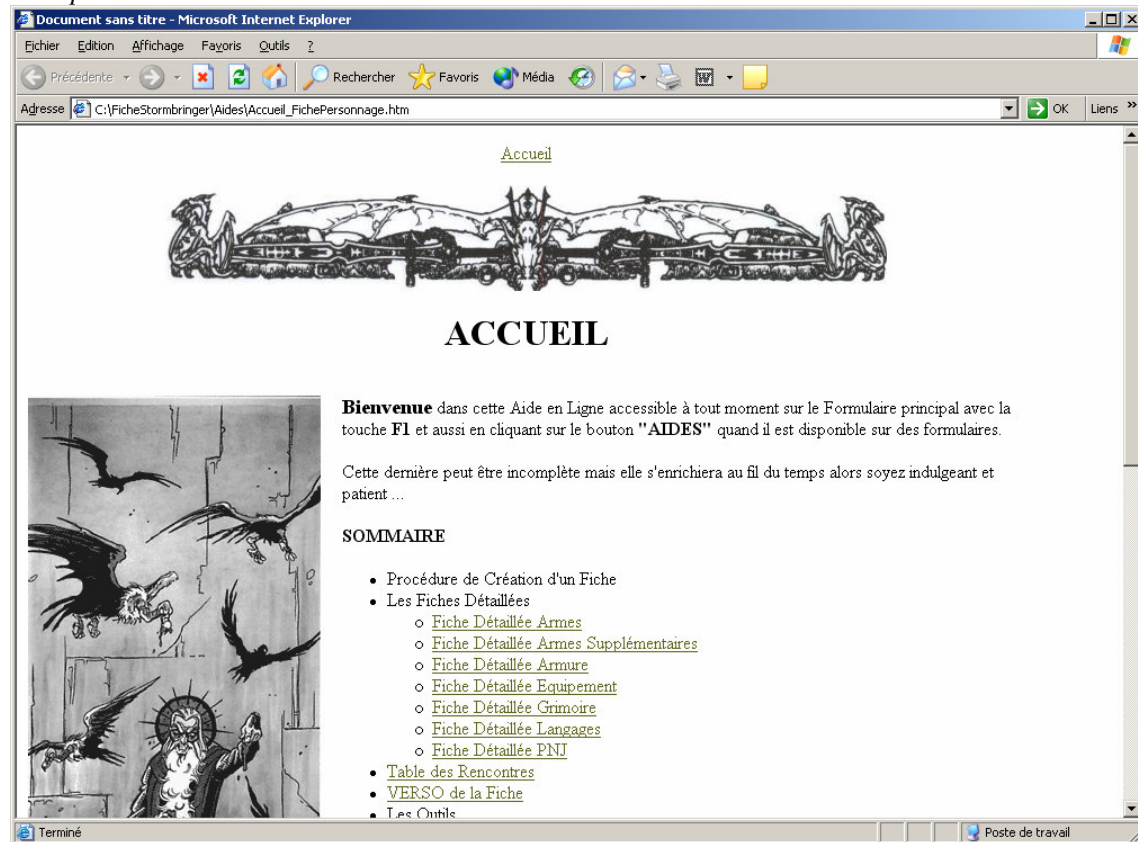 Document sans titre - Microsoft Internet Explorer
Fichier Edition Affichage Favoris Outils ?
Précédente Rechercher Favoris Média
Adresse C:\FicheStormbringer\Aides\Accueil_FichePersonnage.htm OK Liens »
Accueil
ACCUEIL
Bienvenue dans cette Aide en Ligne accessible à tout moment sur le Formulaire principal avec la
touche F1 et aussi en cliquant sur le bouton "AIDES" quand il est disponible sur des formulaires.
Cette dernière peut être incomplète mais elle s'enrichira au fil du temps alors soyez indulgeant et
patient ...
SOMMAIRE
• Procédure de Création d'un Fiche
• Les Fiches Détaillées
o Fiche Détaillée Armes
o Fiche Détaillée Armes Supplémentaires
o Fiche Détaillée Armure
o Fiche Détaillée Equipement
o Fiche Détaillée Grimoire
o Fiche Détaillée Langages
o Fiche Détaillée PNJ
• Table des Rencontres
• VERSO de la Fiche
• Les Outils
Terminé Poste de travail